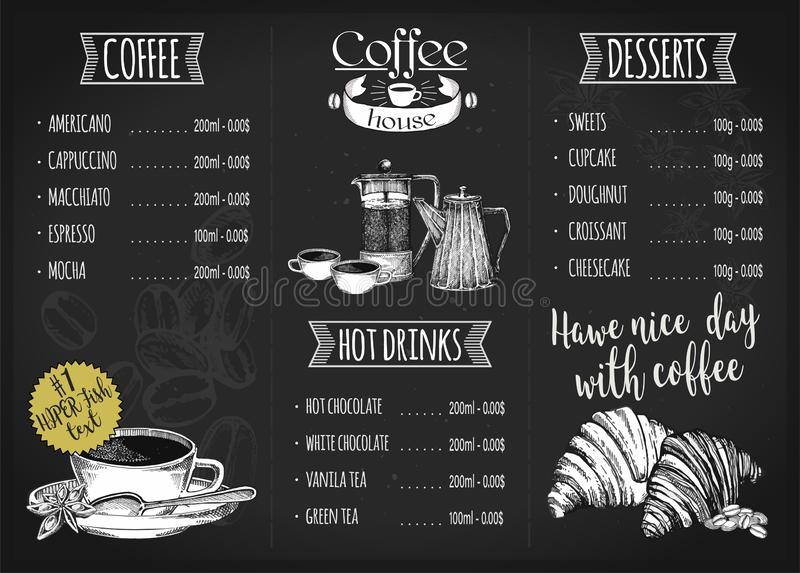 COFFEE
· AMERICANO ......... 200ml - 0.00$
· CAPPUCCINO ......... 200ml - 0.00$
· MACCHIATO ......... 200ml - 0.00$
· ESPRESSO ......... 100ml - 0.00$
· MOCHA ......... 200ml - 0.00$
#1
HYPER fish
text
Coffee
house
HOT DRINKS
· HOT CHOCOLATE ...... 200ml - 0.00$
· WHITE CHOCOLATE ...... 200ml - 0.00$
· VANILA TEA ...... 200ml - 0.00$
· GREEN TEA ...... 100ml - 0.00$
DESSERTS
· SWEETS ......... 100g - 0.00$
· CUPCAKE ......... 100g - 0.00$
· DOUGHNUT ......... 100g - 0.00$
· CROISSANT ......... 100g - 0.00$
· CHEESECAKE ......... 100g - 0.00$
Hawe nice day
with coffee
dreamstime.com